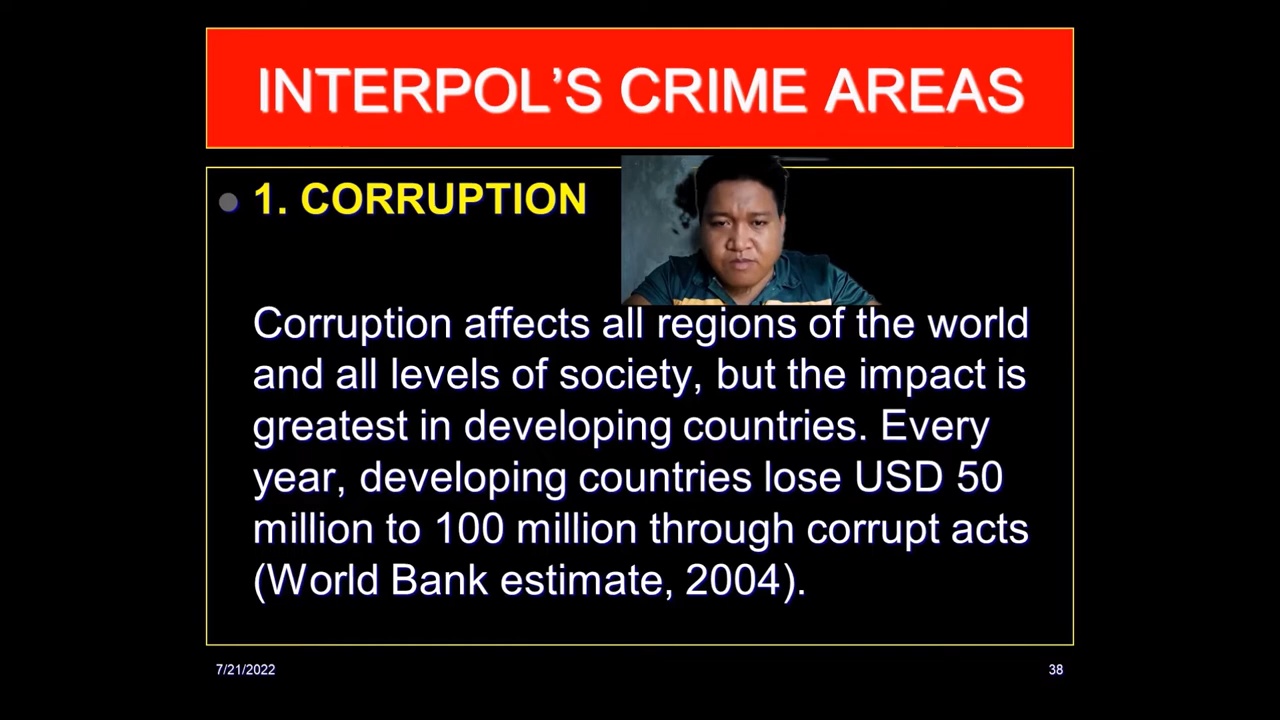 INTERPOL’S CRIME AREAS
1. CORRUPTION
Corruption affects all regions of the world
and all levels of society, but the impact is
greatest in developing countries. Every
year, developing countries lose USD 50
million to 100 million through corrupt acts
(World Bank estimate, 2004).
7/21/2022
38